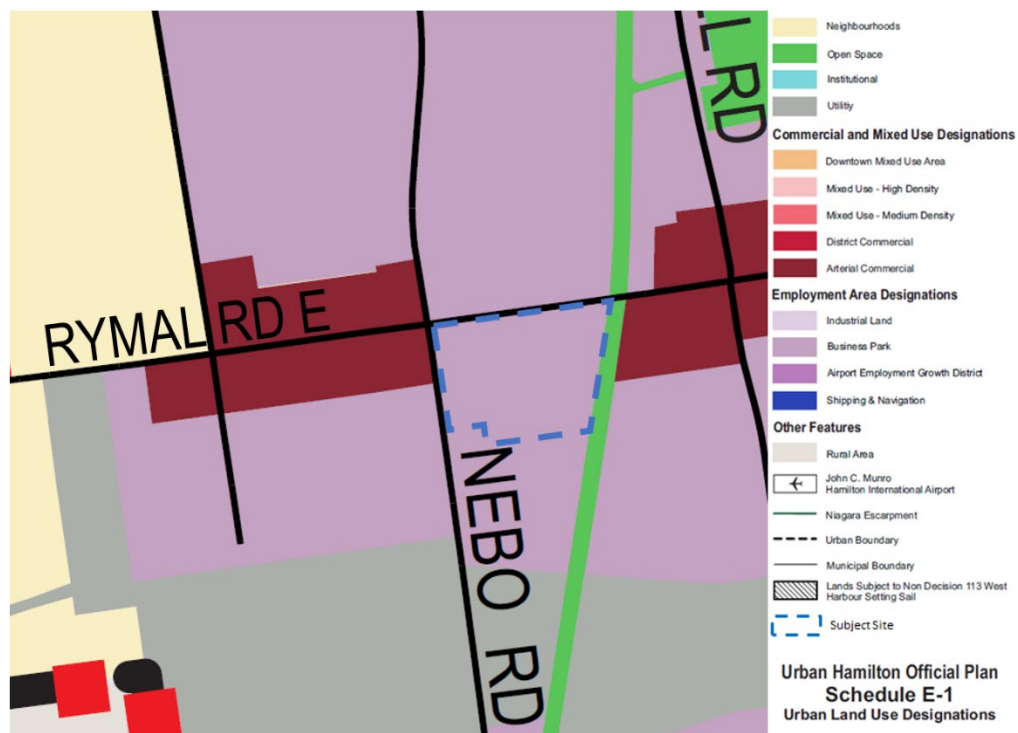 RYMAL RD E
NEBO RD
L RD
Neighbourhoods
Open Space
Institutional
Utilitiy
Commercial and Mixed Use Designations
Downtown Mixed Use Area
Mixed Use - High Density
Mixed Use - Medium Density
District Commercial
Arterial Commercial
Employment Area Designations
Industrial Land
Business Park
Airport Employment Growth District
Shipping & Navigation
Other Features
Rural Area
John C. Munro
Hamilton International Airport
Niagara Escarpment
Urban Boundary
Municipal Boundary
Lands Subject to Non Decision 113 West
Harbour Setting Sail
Subject Site
Urban Hamilton Official Plan
Schedule E-1
Urban Land Use Designations